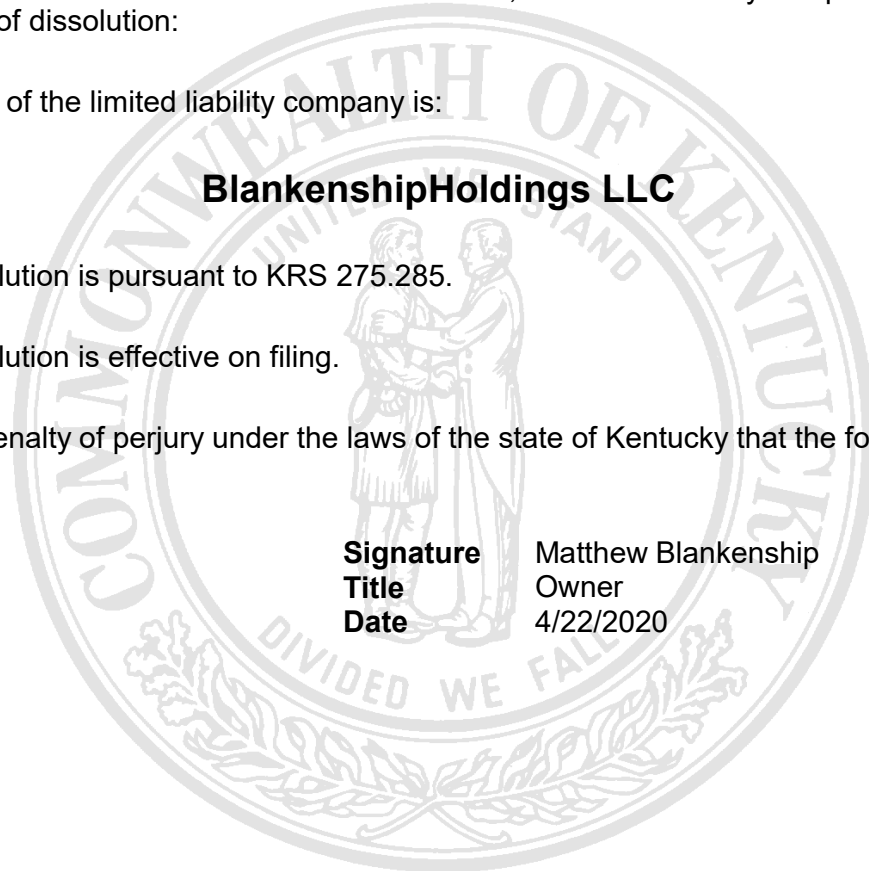 of dissolution:
of the limited liability company is:
BlankenshipHoldings LLC
lution is pursuant to KRS 275.285.
lution is effective on filing.
enalty of perjury under the laws of the state of Kentucky that the fo
Signature Matthew Blankenship
Title Owner
Date 4/22/2020
COMMONWEALTH OF KENTUCKY
UNITED WE STAND
DIVIDED WE FALL